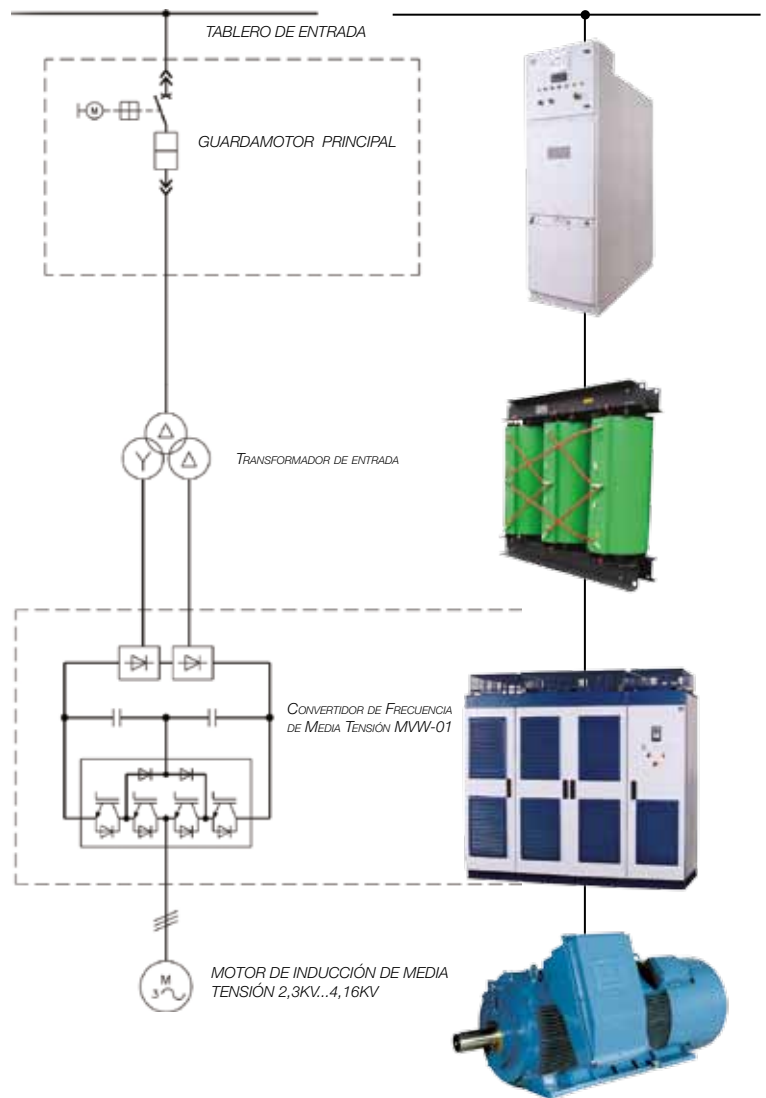 TABLERO DE ENTRADA
M
GUARDAMOTOR PRINCIPAL
Δ
Y Δ
TRANSFORMADOR DE ENTRADA
CONVERTIDOR DE FRECUENCIA
DE MEDIA TENSIÓN MVW-01
M
3
MOTOR DE INDUCCIÓN DE MEDIA
TENSIÓN 2,3KV...4,16KV